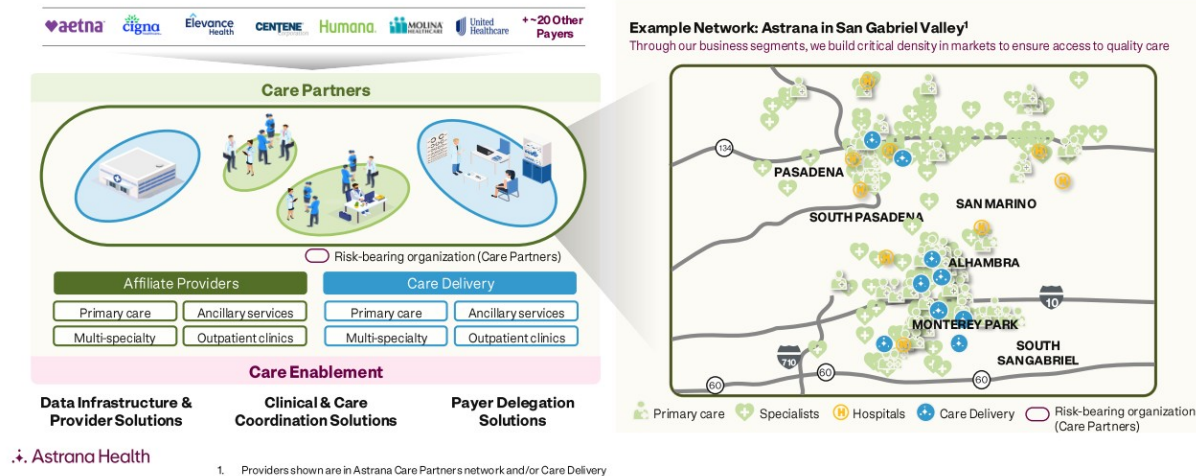 aetna
cigna healthcare
Elevance Health
CENTENE Corporation
Humana
MOLINA HEALTHCARE
United Healthcare
+ ~20 Other Payers
Care Partners
Risk-bearing organization (Care Partners)
Affiliate Providers
Primary care
Ancillary services
Multi-specialty
Outpatient clinics
Care Delivery
Primary care
Ancillary services
Multi-specialty
Outpatient clinics
Care Enablement
Data Infrastructure &
Provider Solutions
Clinical & Care
Coordination Solutions
Payer Delegation
Solutions
Example Network: Astrana in San Gabriel Valley¹
Through our business segments, we build critical density in markets to ensure access to quality care
134
PASADENA
SOUTH PASADENA
SAN MARINO
ALHAMBRA
10
MONTEREY PARK
SOUTH
SAN GABRIEL
710
60
60
60
Primary care
Specialists
H Hospitals
Care Delivery
Risk-bearing organization
(Care Partners)
Astrana Health
1. Providers shown are in Astrana Care Partners network and/or Care Delivery